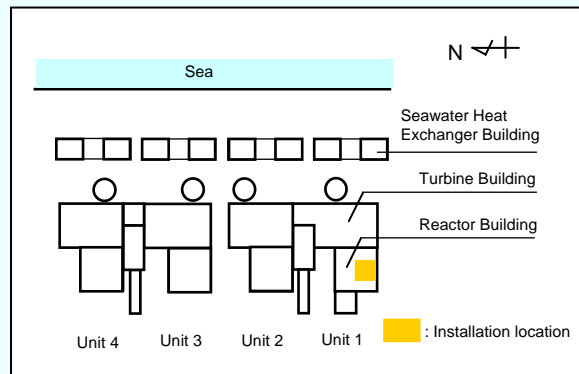 Sea
N
Seawater Heat
Exchanger Building
Turbine Building
Reactor Building
Unit 4
Unit 3
Unit 2
Unit 1
: Installation location